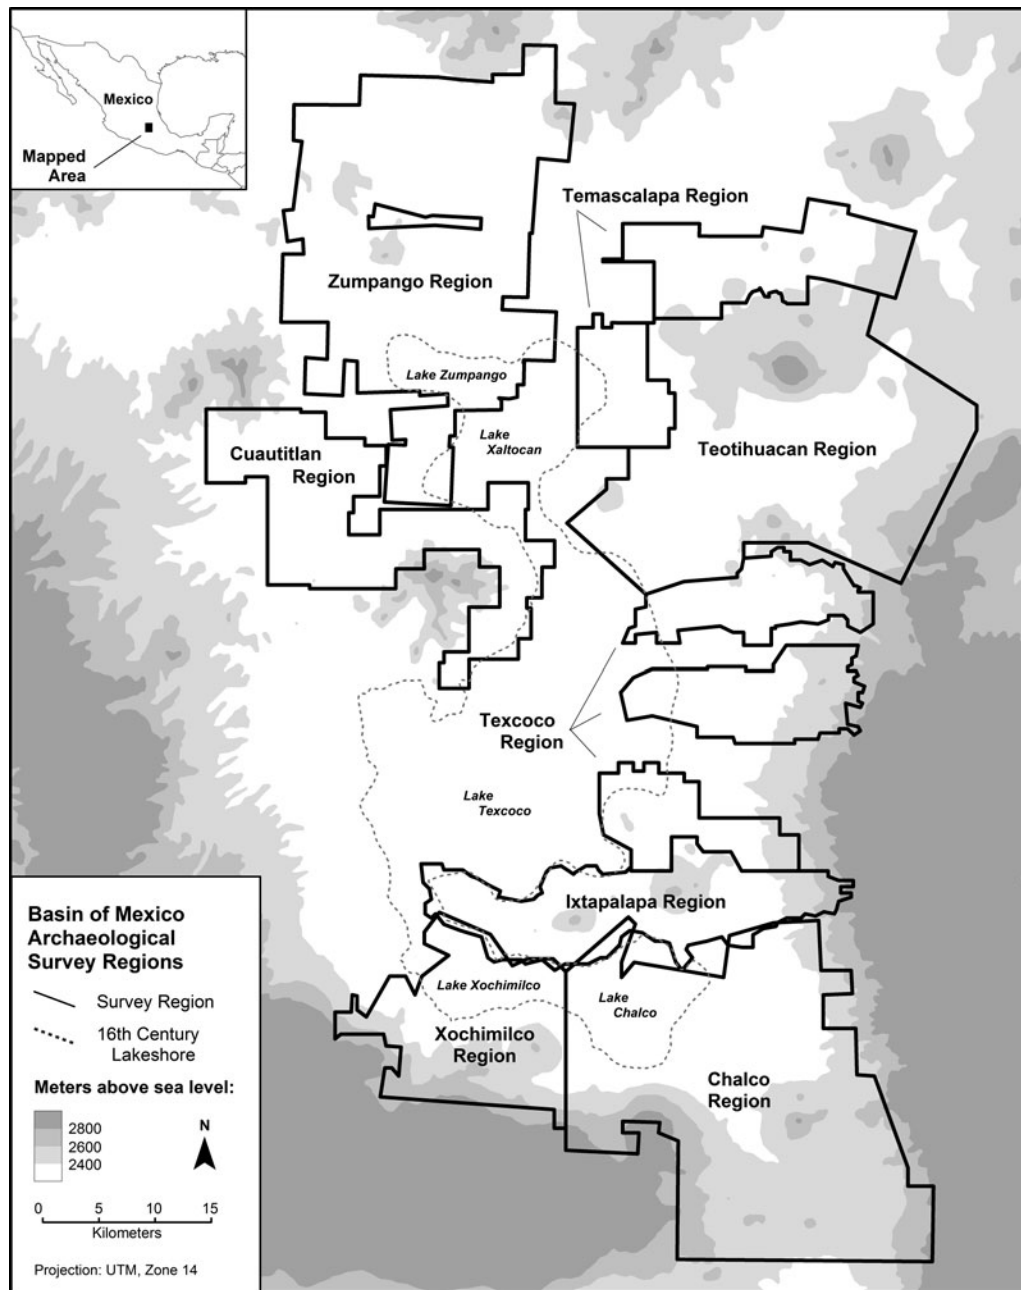 Mexico
Mapped
Area
Temascalapa Region
Zumpango Region
Lake Zumpango
Lake
Xaltocan
Cuautitlan
Region
Teotihuacan Region
Texcoco
Region
Lake
Texcoco
Ixtapalapa Region
Lake Xochimilco
Lake
Chalco
Xochimilco
Region
Chalco
Region
Basin of Mexico
Archaeological
Survey Regions
Survey Region
16th Century
Lakeshore
Meters above sea level:
2800
2600
2400
N
0 5 10 15
Kilometers
Projection: UTM, Zone 14